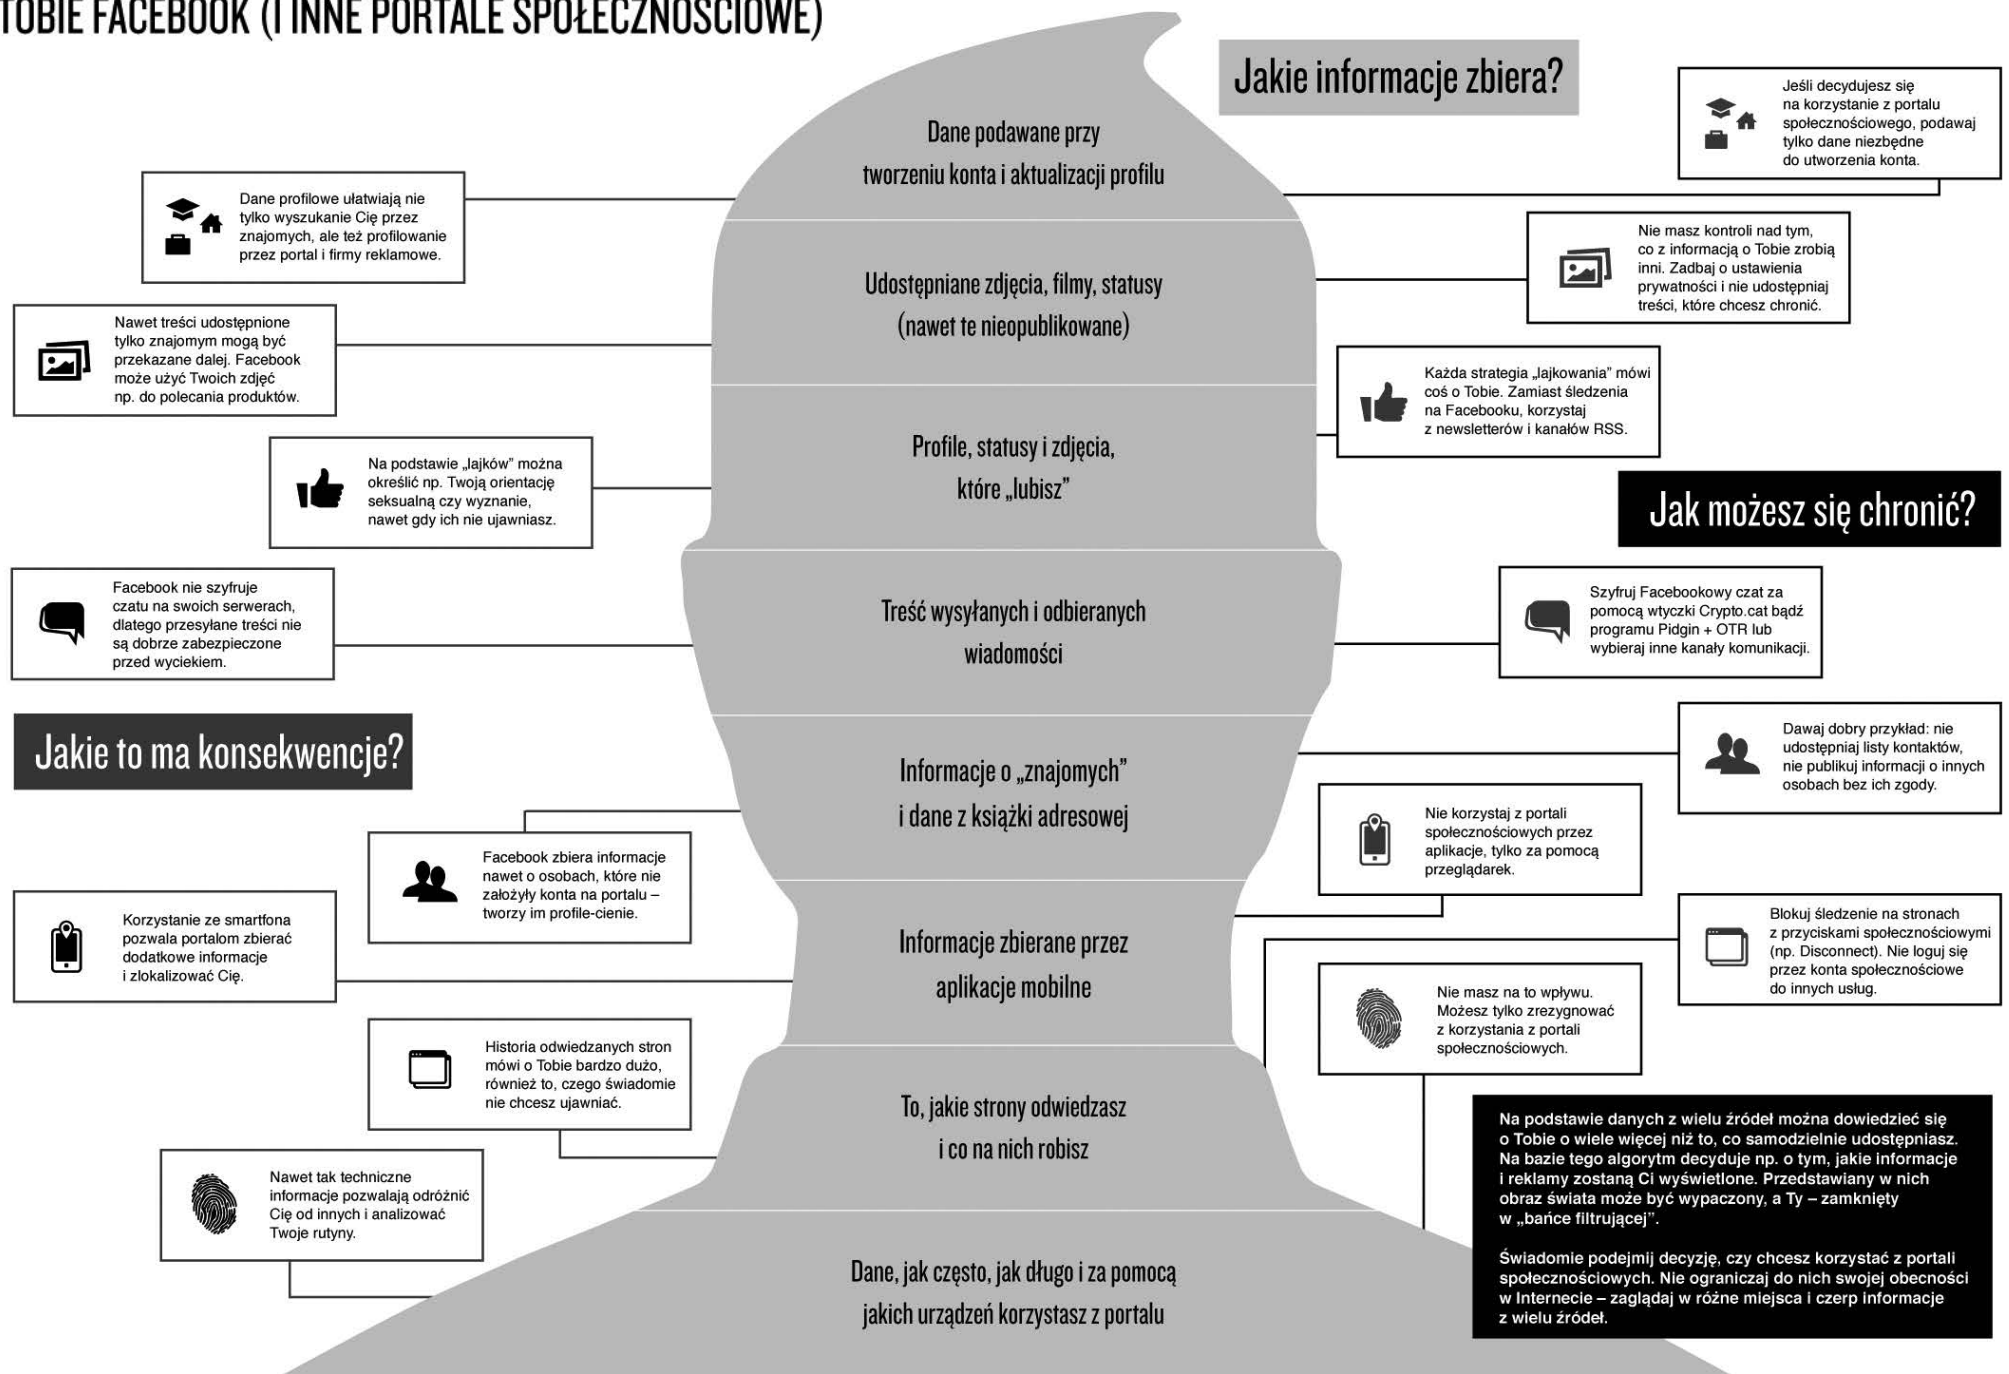 TOBIE FACEBOOK (I INNE PORTALE SPOŁECZNOŚCIOWE)
Jakie informacje zbiera?
Dane podawane przy
tworzeniu konta i aktualizacji profilu
Udostępniane zdjęcia, filmy, statusy
(nawet te nieopublikowane)
Profile, statusy i zdjęcia,
które „lubisz”
Treść wysyłanych i odbieranych
wiadomości
Informacje o „znajomych”
i dane z książki adresowej
Informacje zbierane przez
aplikacje mobilne
To, jakie strony odwiedzasz
i co na nich robisz
Dane, jak często, jak długo i za pomocą
jakich urządzeń korzystasz z portalu
Dane profilowe ułatwiają nie
tylko wyszukanie Cię przez
znajomych, ale też profilowanie
przez portal i firmy reklamowe.
Nawet treści udostępnione
tylko znajomym mogą być
przekazane dalej. Facebook
może użyć Twoich zdjęć
np. do polecania produktów.
Na podstawie „lajków” można
określić np. Twoją orientację
seksualną czy wyznanie,
nawet gdy ich nie ujawniasz.
Facebook nie szyfruje
czatu na swoich serwerach,
dlatego przesyłane treści nie
są dobrze zabezpieczone
przed wyciekiem.
Jakie to ma konsekwencje?
Facebook zbiera informacje
nawet o osobach, które nie
założyły konta na portalu –
tworzy im profile-cienie.
Korzystanie ze smartfona
pozwala portalom zbierać
dodatkowe informacje
i zlokalizować Cię.
Historia odwiedzanych stron
mówi o Tobie bardzo dużo,
również to, czego świadomie
nie chcesz ujawniać.
Nawet tak techniczne
informacje pozwalają odróżnić
Cię od innych i analizować
Twoje rutyny.
Jeśli decydujesz się
na korzystanie z portalu
społecznościowego, podawaj
tylko dane niezbędne
do utworzenia konta.
Nie masz kontroli nad tym,
co z informacją o Tobie zrobią
inni. Zadbaj o ustawienia
prywatności i nie udostępniaj
treści, które chcesz chronić.
Każda strategia „lajkowania” mówi
coś o Tobie. Zamiast śledzenia
na Facebooku, korzystaj
z newsletterów i kanałów RSS.
Jak możesz się chronić?
Szyfruj Facebookowy czat za
pomocą wtyczki Crypto.cat bądź
programu Pidgin + OTR lub
wybieraj inne kanały komunikacji.
Dawaj dobry przykład: nie
udostępniaj listy kontaktów,
nie publikuj informacji o innych
osobach bez ich zgody.
Nie korzystaj z portali
społecznościowych przez
aplikacje, tylko za pomocą
przeglądarek.
Blokuj śledzenie na stronach
z przyciskami społecznościowymi
(np. Disconnect). Nie loguj się
przez konta społecznościowe
do innych usług.
Nie masz na to wpływu.
Możesz tylko zrezygnować
z korzystania z portali
społecznościowych.
Na podstawie danych z wielu źródeł można dowiedzieć się
o Tobie o wiele więcej niż to, co samodzielnie udostępniasz.
Na bazie tego algorytm decyduje np. o tym, jakie informacje
i reklamy zostaną Ci wyświetlone. Przedstawiany w nich
obraz świata może być wypaczony, a Ty – zamknięty
w „bańce filtrującej”.
Świadomie podejmij decyzję, czy chcesz korzystać z portali
społecznościowych. Nie ograniczaj do nich swojej obecności
w Internecie – zaglądaj w różne miejsca i czerp informacje
z wielu źródeł.